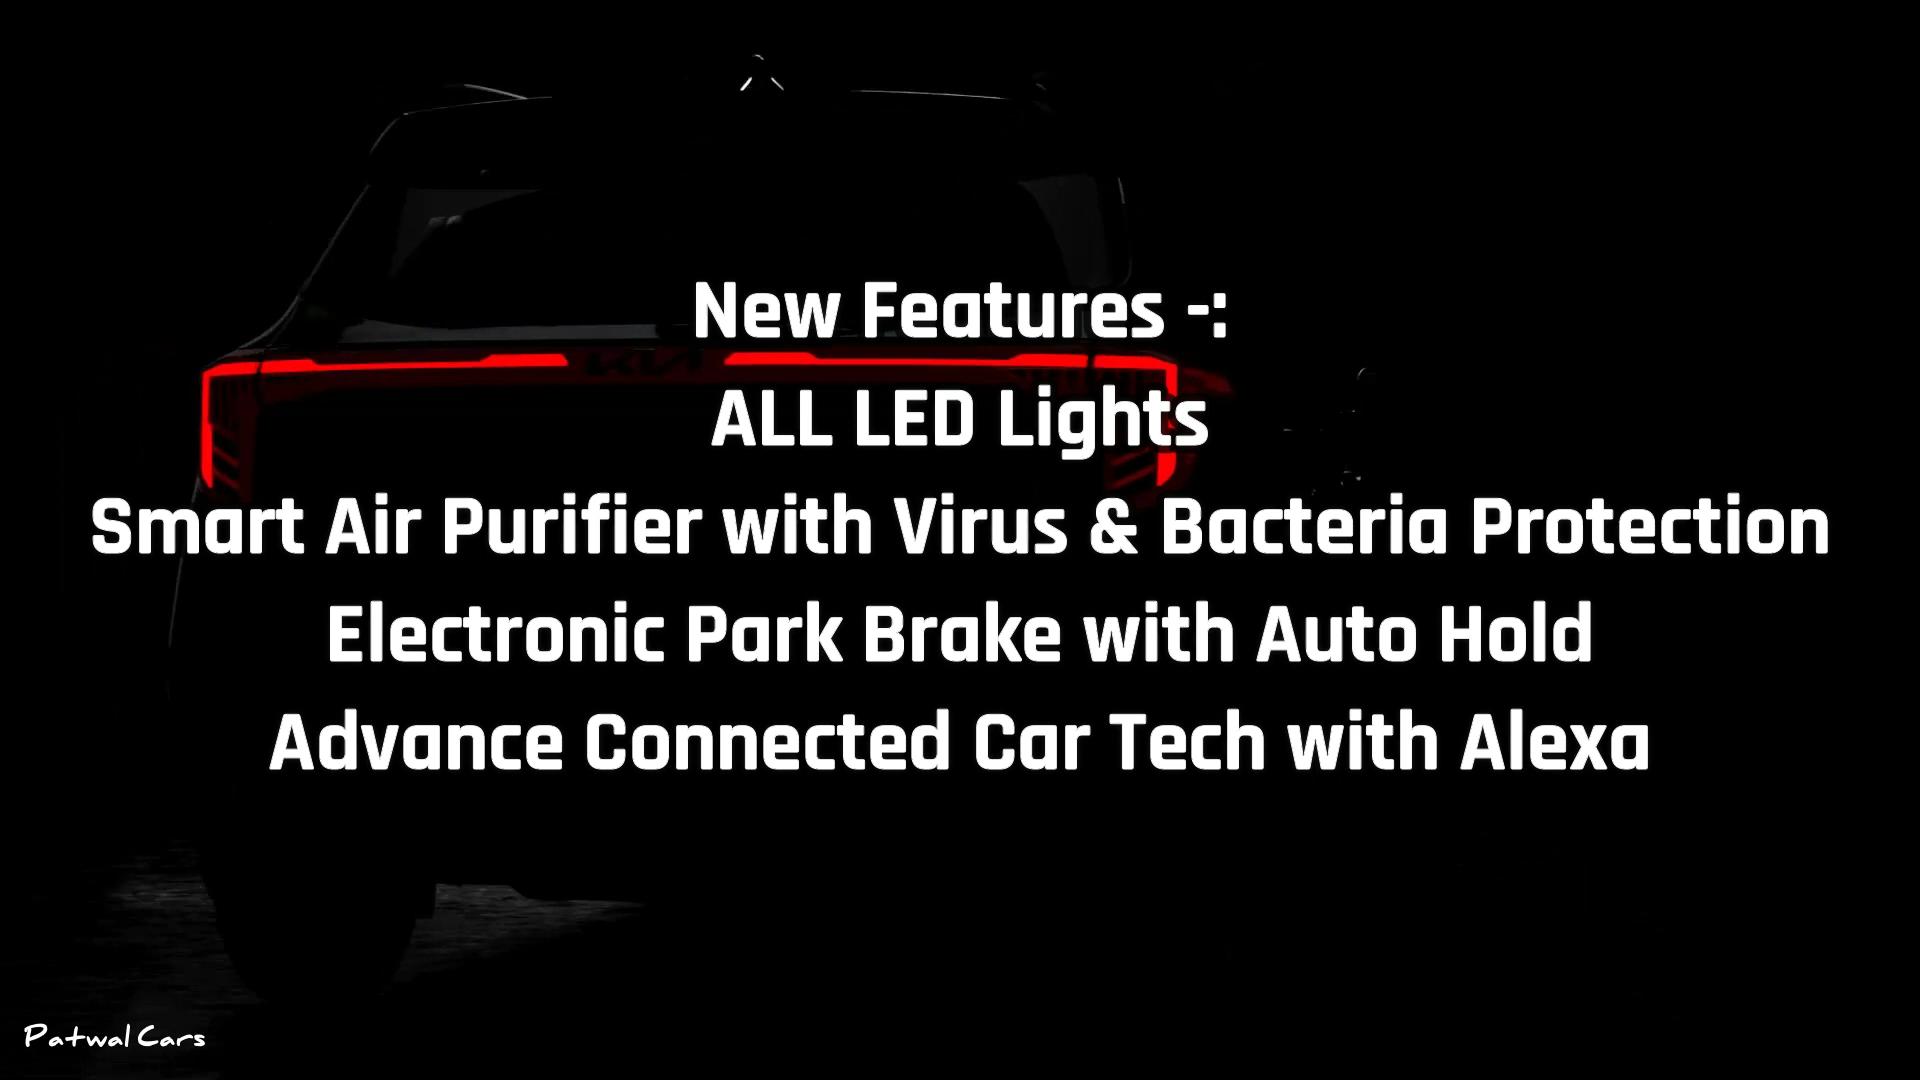 New Features -:
KIA
ALL LED Lights
Smart Air Purifier with Virus & Bacteria Protection
Electronic Park Brake with Auto Hold
Advance Connected Car Tech with Alexa
Patwal Cars